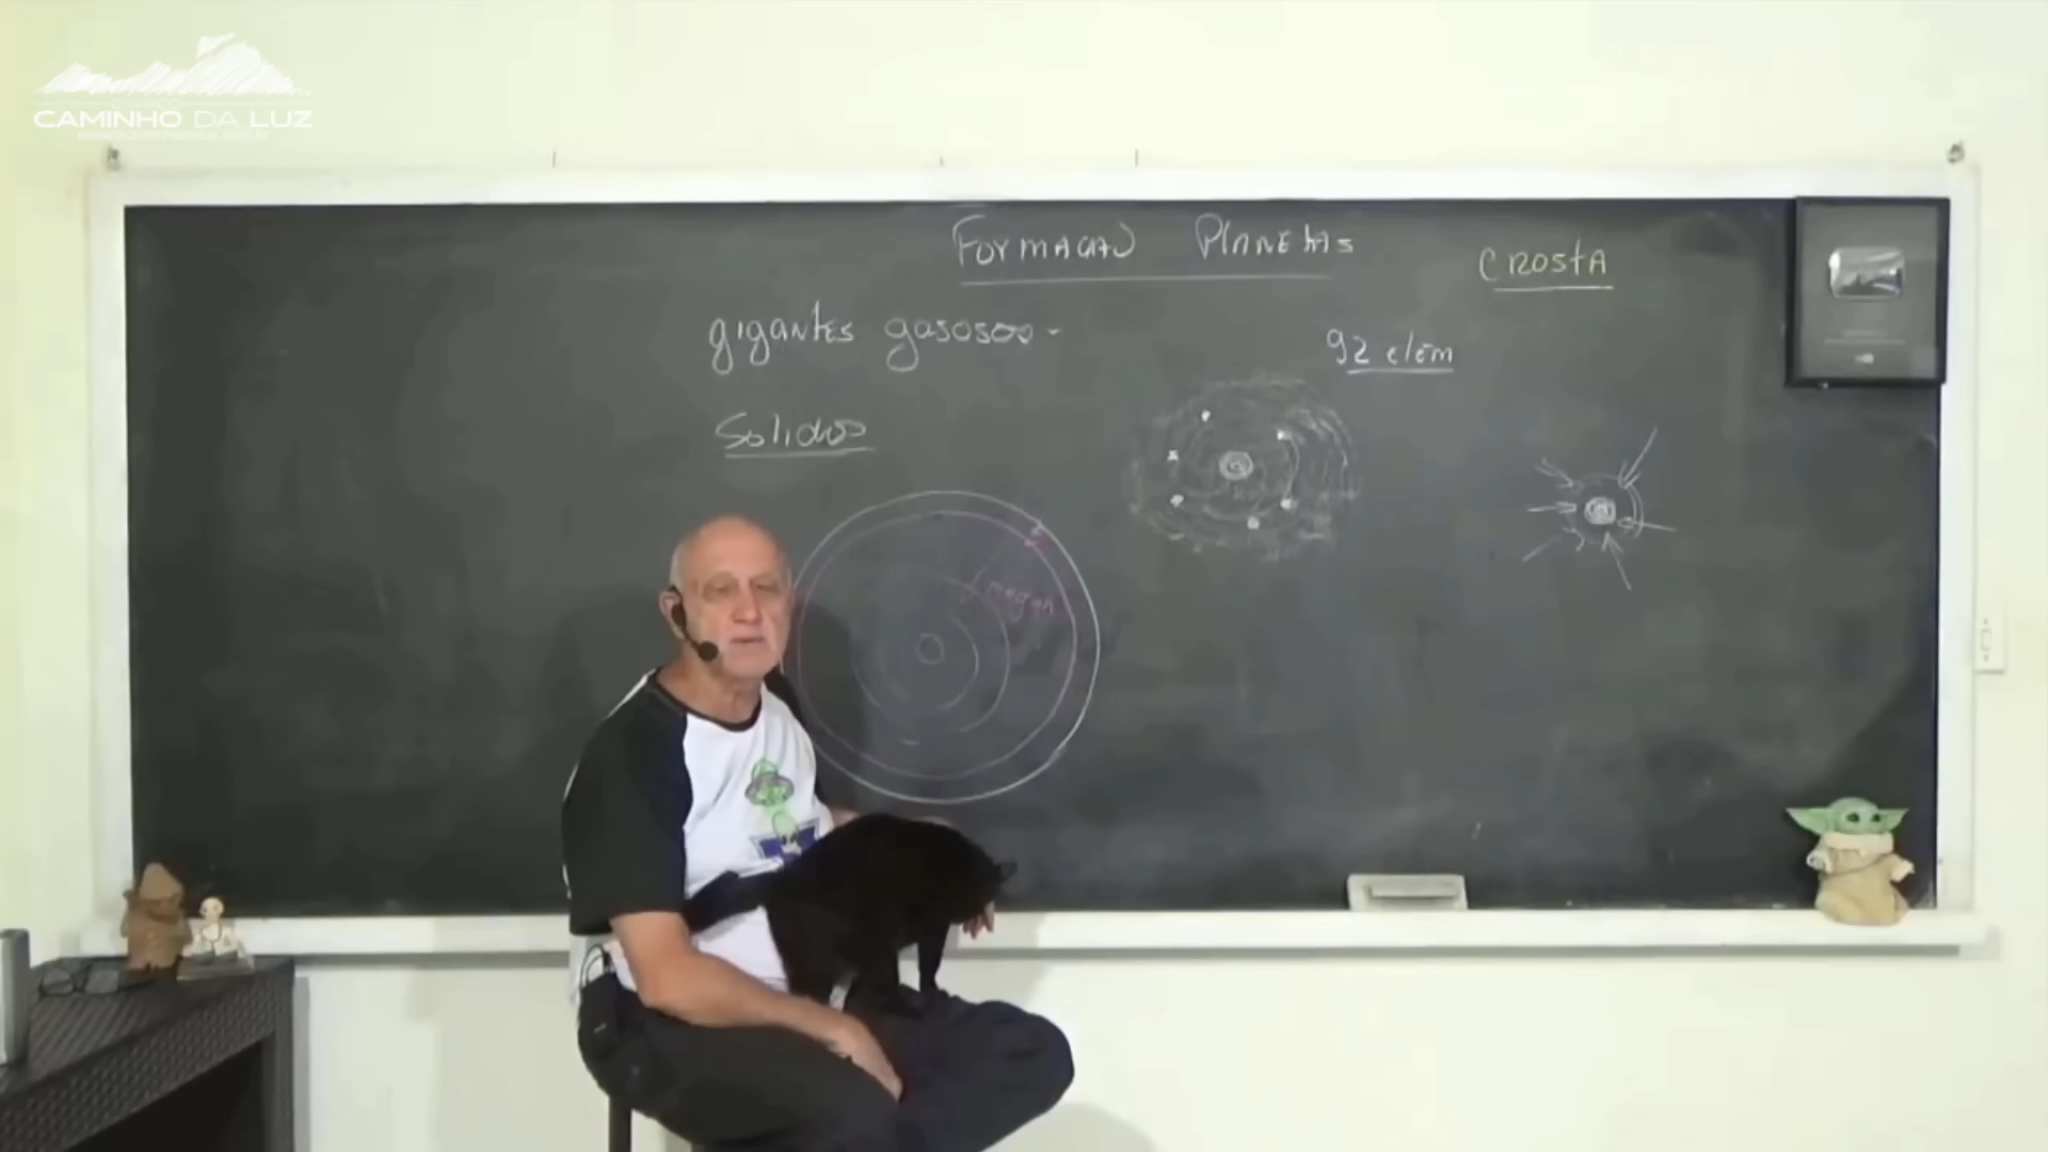 CAMINHO DA LUZ
FORMAÇÃO PLANETAS
CROSTA
gigantes gasosos -
92 elem
Solidos
magma